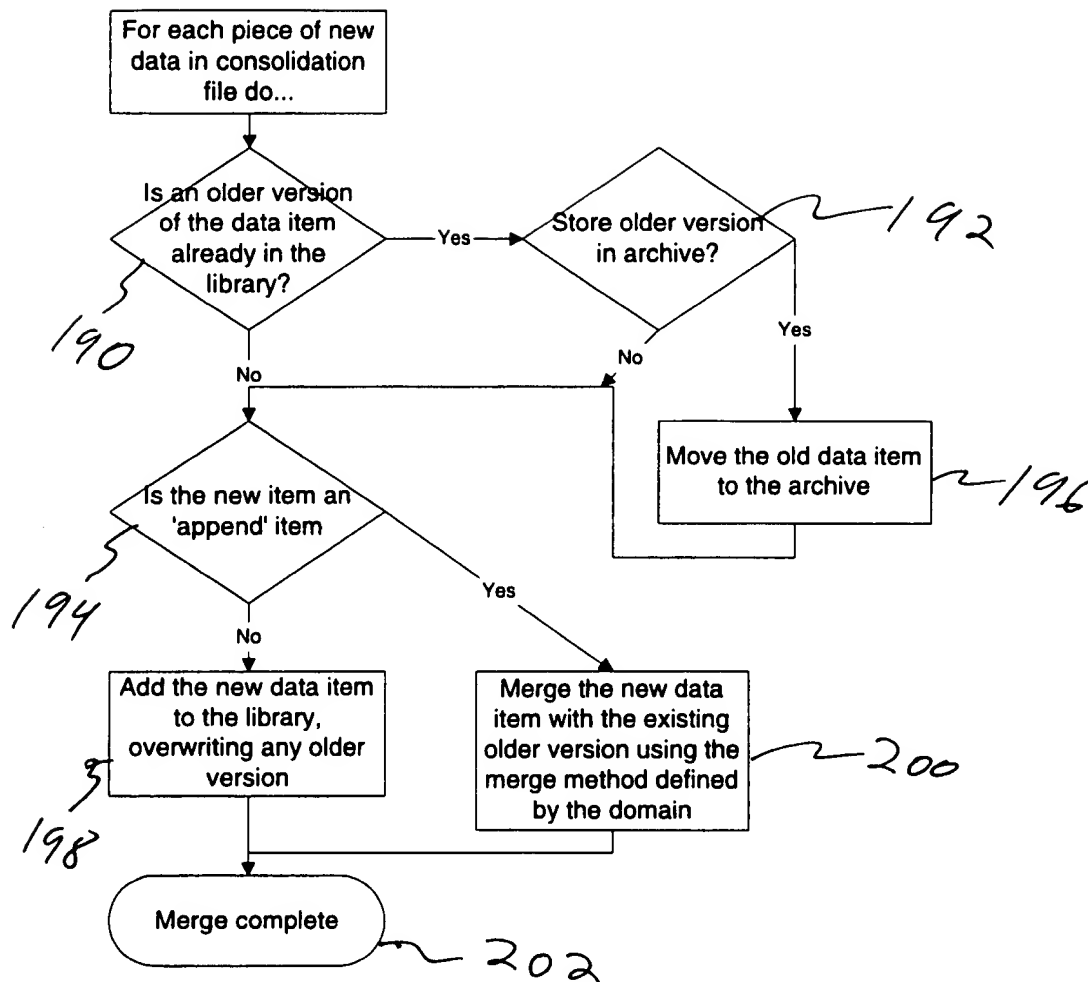 For each piece of new
data in consolidation
file do...
Is an older version
of the data item
already in the
library?
Yes
Store older version
in archive?
192
190
No
No
Yes
Move the old data item
to the archive
196
Is the new item an
'append' item
194
Yes
No
Add the new data item
to the library,
overwriting any older
version
198
Merge the new data
item with the existing
older version using the
merge method defined
by the domain
200
Merge complete
202